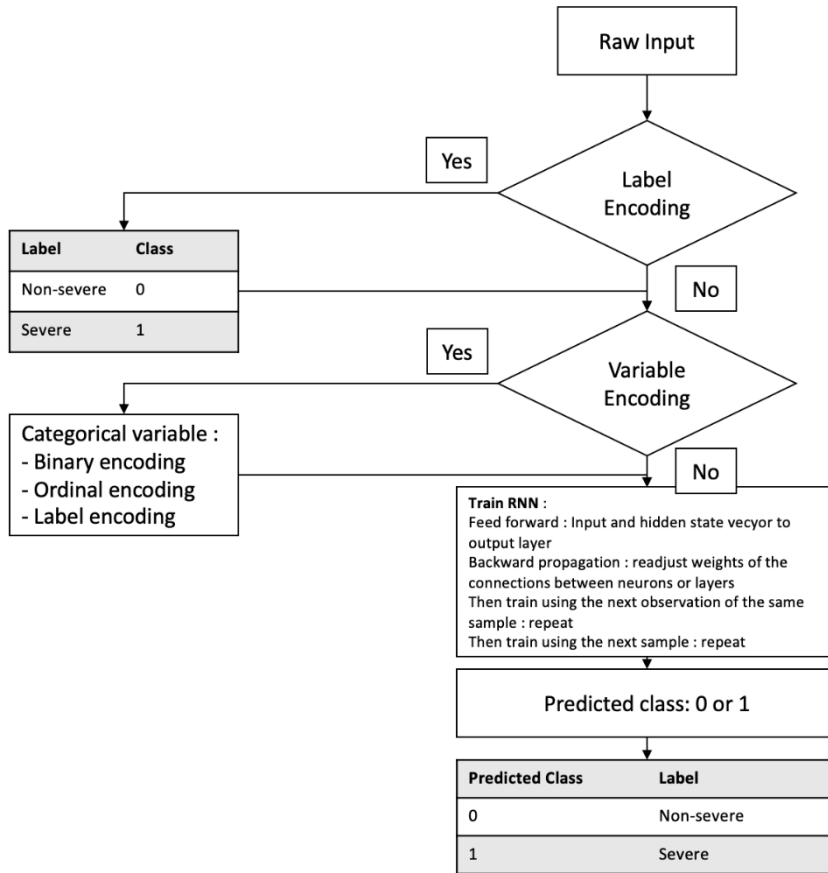 Raw Input
Yes
Label
Encoding
Label Class
Non-severe 0
Severe 1
No
Yes
Variable
Encoding
Categorical variable :
- Binary encoding
- Ordinal encoding
- Label encoding
No
Train RNN :
Feed forward : Input and hidden state vecyor to
output layer
Backward propagation : readjust weights of the
connections between neurons or layers
Then train using the next observation of the same
sample : repeat
Then train using the next sample : repeat
Predicted class: 0 or 1
Predicted Class Label
0 Non-severe
1 Severe